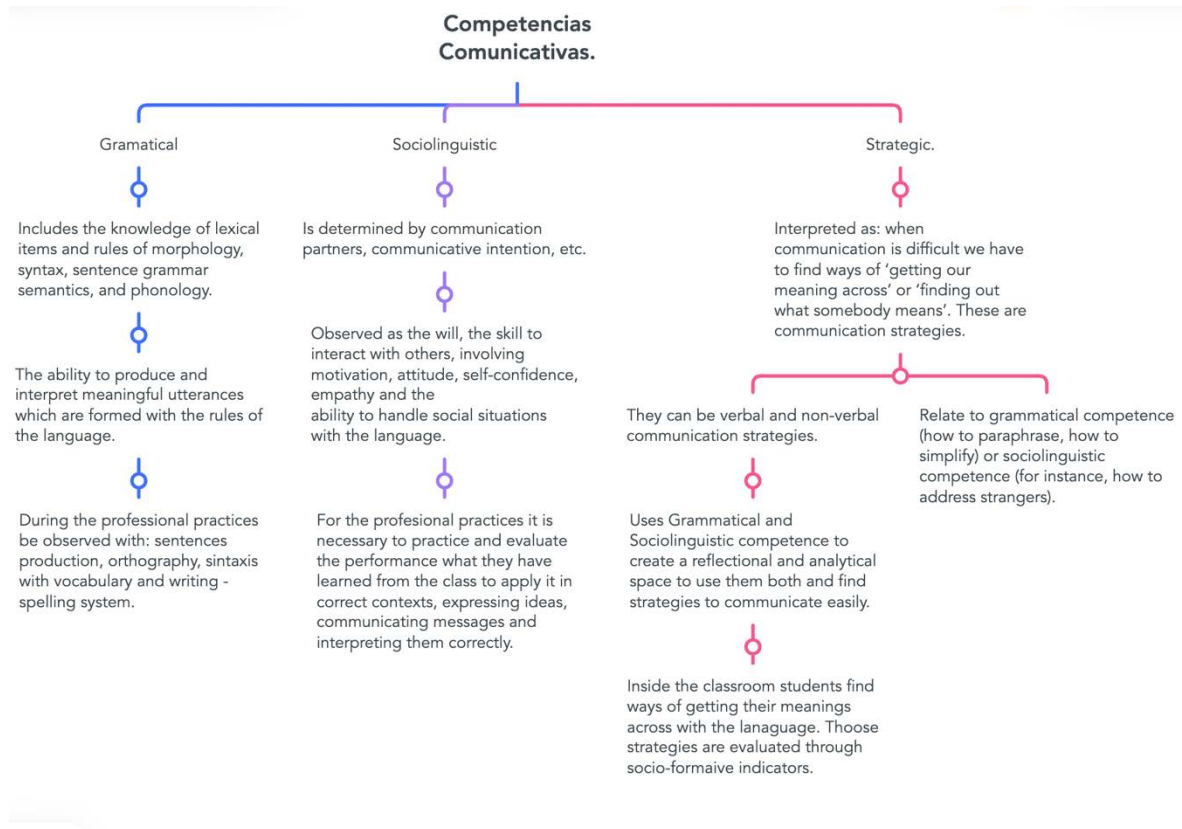 Competencias
Comunicativas.
Gramatical
Includes the knowledge of lexical
items and rules of morphology,
syntax, sentence grammar
semantics, and phonology.
The ability to produce and
interpret meaningful utterances
which are formed with the rules of
the language.
During the professional practices
be observed with: sentences
production, orthography, sintaxis
with vocabulary and writing -
spelling system.
Sociolinguistic
Is determined by communication
partners, communicative intention, etc.
Observed as the will, the skill to
interact with others, involving
motivation, attitude, self-confidence,
empathy and the
ability to handle social situations
with the language.
For the profesional practices it is
necessary to practice and evaluate
the performance what they have
learned from the class to apply it in
correct contexts, expressing ideas,
communicating messages and
interpreting them correctly.
Strategic.
Interpreted as: when
communication is difficult we have
to find ways of ‘getting our
meaning across’ or ‘finding out
what somebody means’. These are
communication strategies.
They can be verbal and non-verbal
communication strategies.
Uses Grammatical and
Sociolinguistic competence to
create a reflectional and analytical
space to use them both and find
strategies to communicate easily.
Inside the classroom students find
ways of getting their meanings
across with the lanaguage. Thoose
strategies are evaluated through
socio-formaive indicators.
Relate to grammatical competence
(how to paraphrase, how to
simplify) or sociolinguistic
competence (for instance, how to
address strangers).